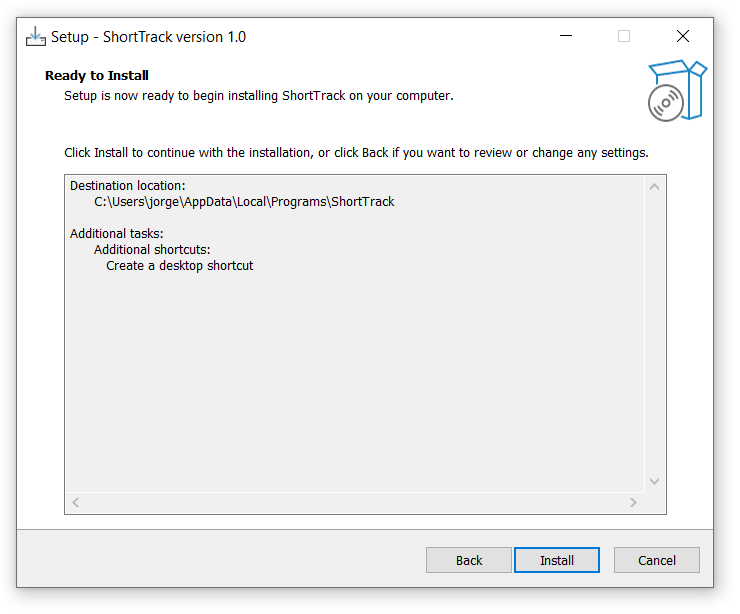 Setup - ShortTrack version 1.0
Ready to Install
Setup is now ready to begin installing ShortTrack on your computer.
Click Install to continue with the installation, or click Back if you want to review or change any settings.
Destination location:
C:\Users\jorge\AppData\Local\Programs\ShortTrack
Additional tasks:
Additional shortcuts:
Create a desktop shortcut
Back
Install
Cancel